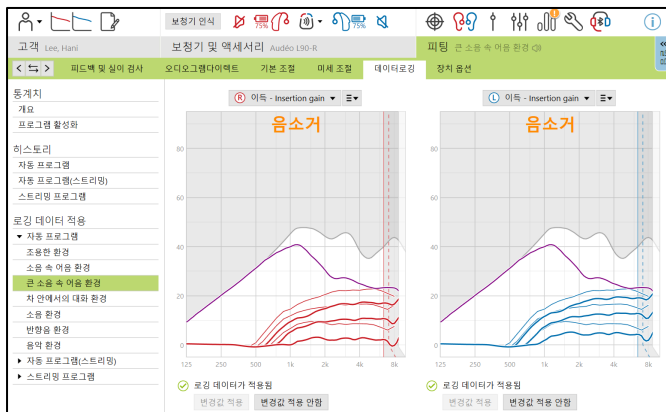 75%
보청기 인식
75%
고객 Lee, Hani
보청기 및 액세서리 Audéo L90-R
피팅 큰 소음 속 어음 환경
피드백 및 실이 검사
오디오그램다이렉트
기본 조절
미세 조절
데이터로깅
장치 옵션
통계치
개요
프로그램 활성화
히스토리
자동 프로그램
자동 프로그램(스트리밍)
스트리밍 프로그램
로깅 데이터 적용
자동 프로그램
조용한 환경
소음 속 어음 환경
큰 소음 속 어음 환경
차 안에서의 대화 환경
소음 환경
반향음 환경
음악 환경
자동 프로그램(스트리밍)
스트리밍 프로그램
R 이득 - Insertion gain
음소거
80
60
40
20
0
125 250 500 1k 2k 4k 8k
로깅 데이터가 적용됨
변경값 적용 변경값 적용 안함
L 이득 - Insertion gain
음소거
80
60
40
20
0
125 250 500 1k 2k 4k 8k
로깅 데이터가 적용됨
변경값 적용 변경값 적용 안함